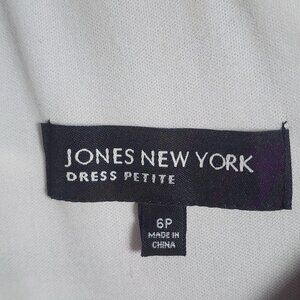 JONES NEW YORK
DRESS PETITE
6P
MADE IN
CHINA